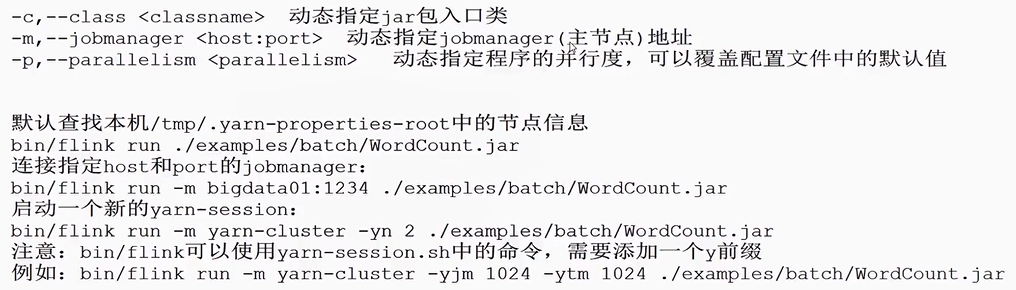 -c,--class <classname>  动态指定jar包入口类
-m,--jobmanager <host:port>  动态指定jobmanager(主节点)地址
-p,--parallelism <parallelism>   动态指定程序的并行度，可以覆盖配置文件中的默认值
默认查找本机/tmp/.yarn-properties-root中的节点信息
bin/flink run ./examples/batch/WordCount.jar
连接指定host和port的jobmanager：
bin/flink run -m bigdata01:1234 ./examples/batch/WordCount.jar
启动一个新的yarn-session：
bin/flink run -m yarn-cluster -yn 2 ./examples/batch/WordCount.jar
注意：bin/flink可以使用yarn-session.sh中的命令，需要添加一个y前缀
例如：bin/flink run -m yarn-cluster -yjm 1024 -ytm 1024 ./examples/batch/WordCount.jar